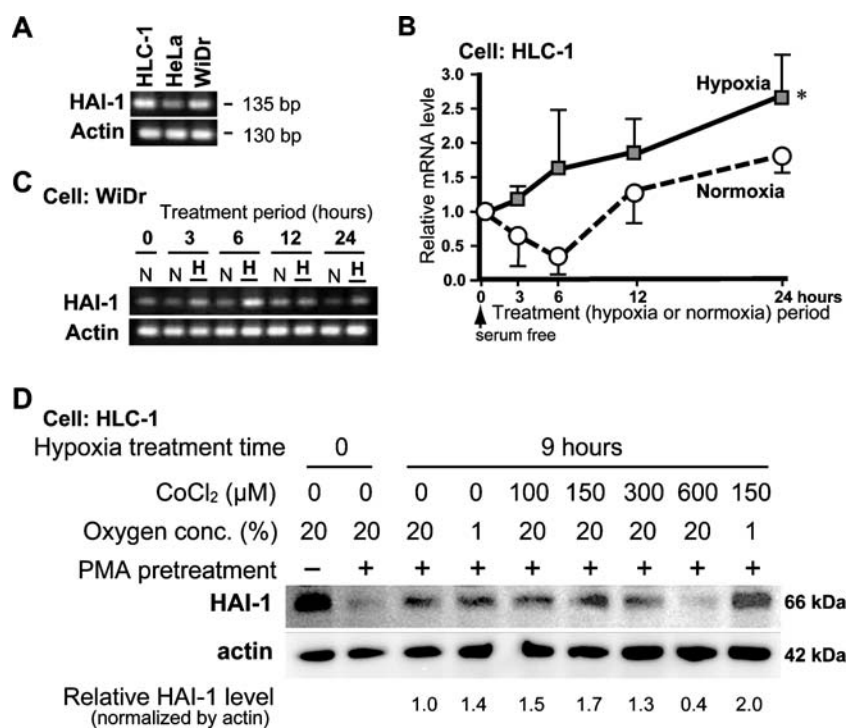 A
HLC-1 HeLa WiDr
HAI-1 - 135 bp
Actin - 130 bp
B
Cell: HLC-1
3.0
2.5
2.0
1.5
1.0
0.5
0.0
Relative mRNA levle
Hypoxia
*
Normoxia
0 3 6 12 24 hours
Treatment (hypoxia or normoxia) period
serum free
C
Cell: WiDr
Treatment period (hours)
0 3 6 12 24
N N H N H N H N H
HAI-1
Actin
D
Cell: HLC-1
Hypoxia treatment time 0 9 hours
CoCl₂ (µM) 0 0 0 0 100 150 300 600 150
Oxygen conc. (%) 20 20 20 1 20 20 20 20 1
PMA pretreatment – + + + + + + + +
HAI-1 66 kDa
actin 42 kDa
Relative HAI-1 level 1.0 1.4 1.5 1.7 1.3 0.4 2.0
(normalized by actin)